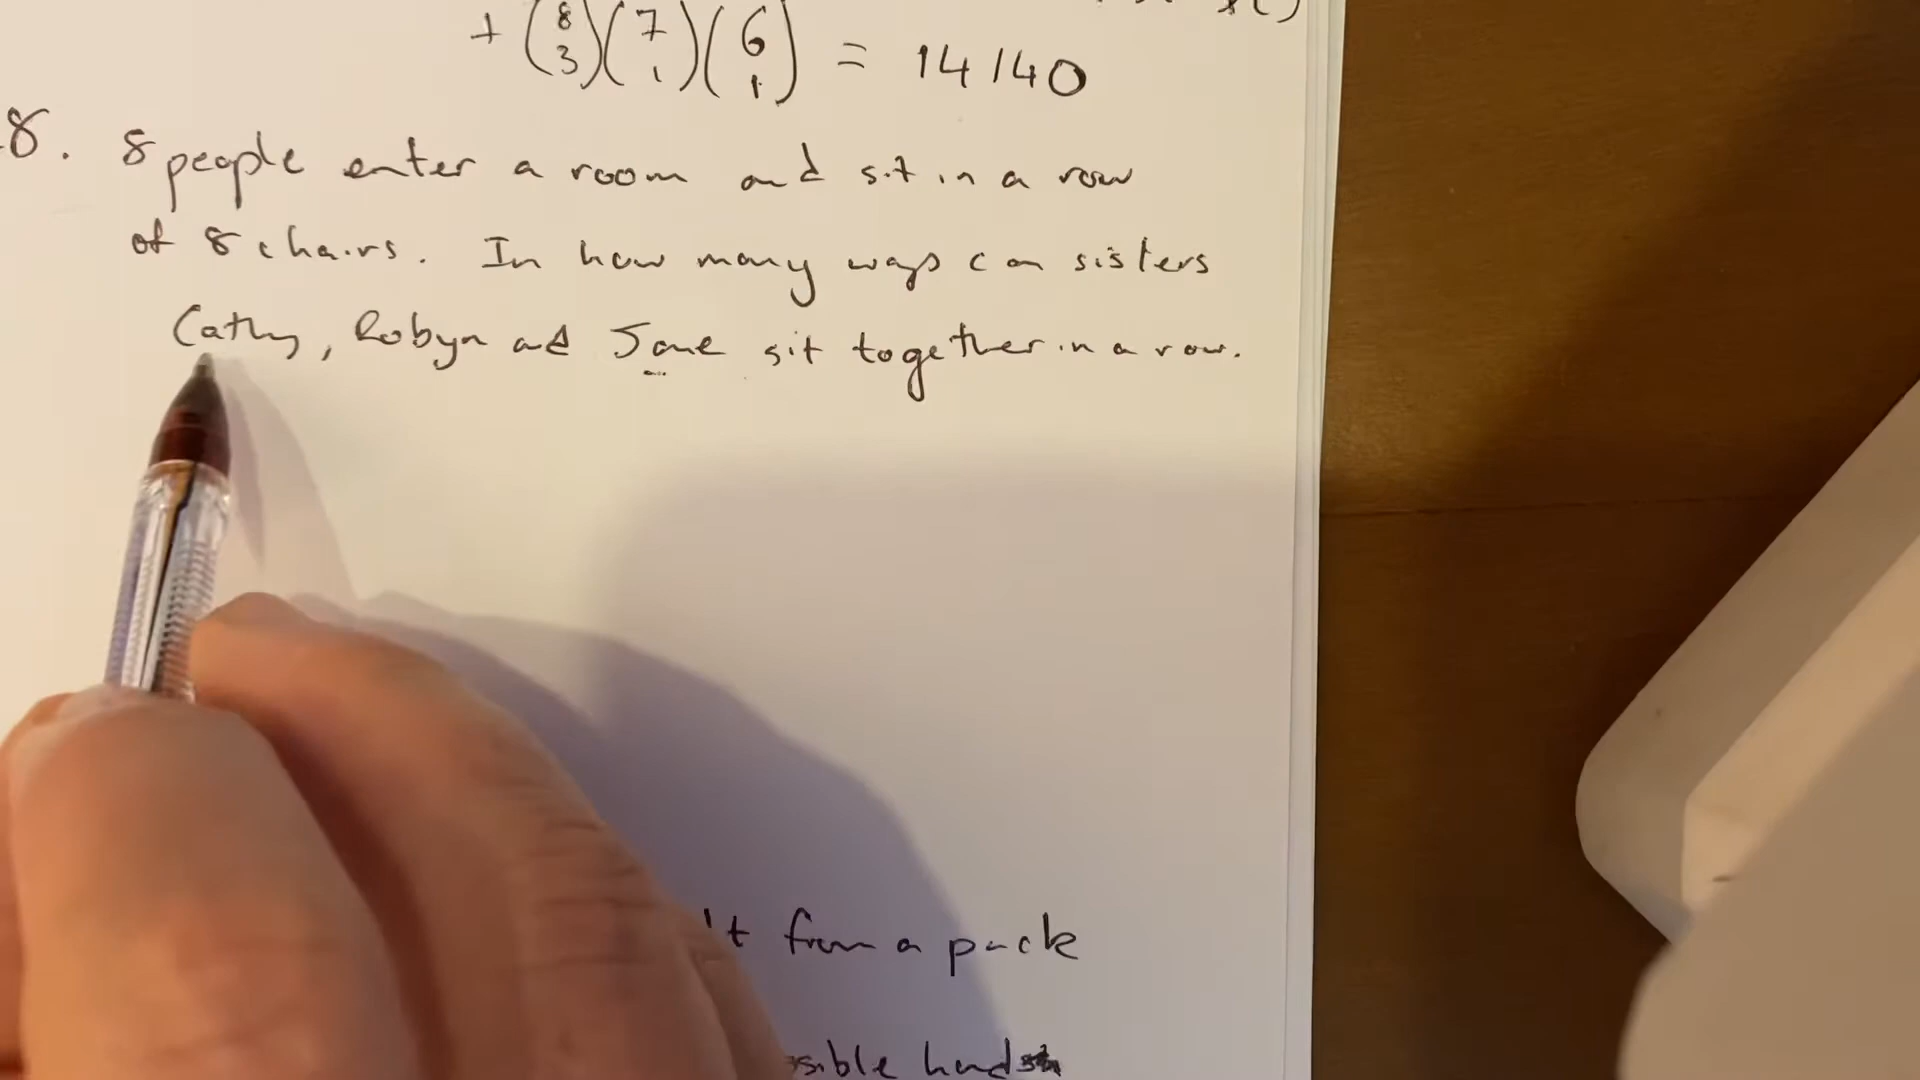 + (8 3)(7 1)(6 1) = 14140
8. 8 people enter a room and sit in a row
of 8 chairs. In how many ways can sisters
Cathy, Robyn and Jane sit together in a row.
't from a pack
ssible hands